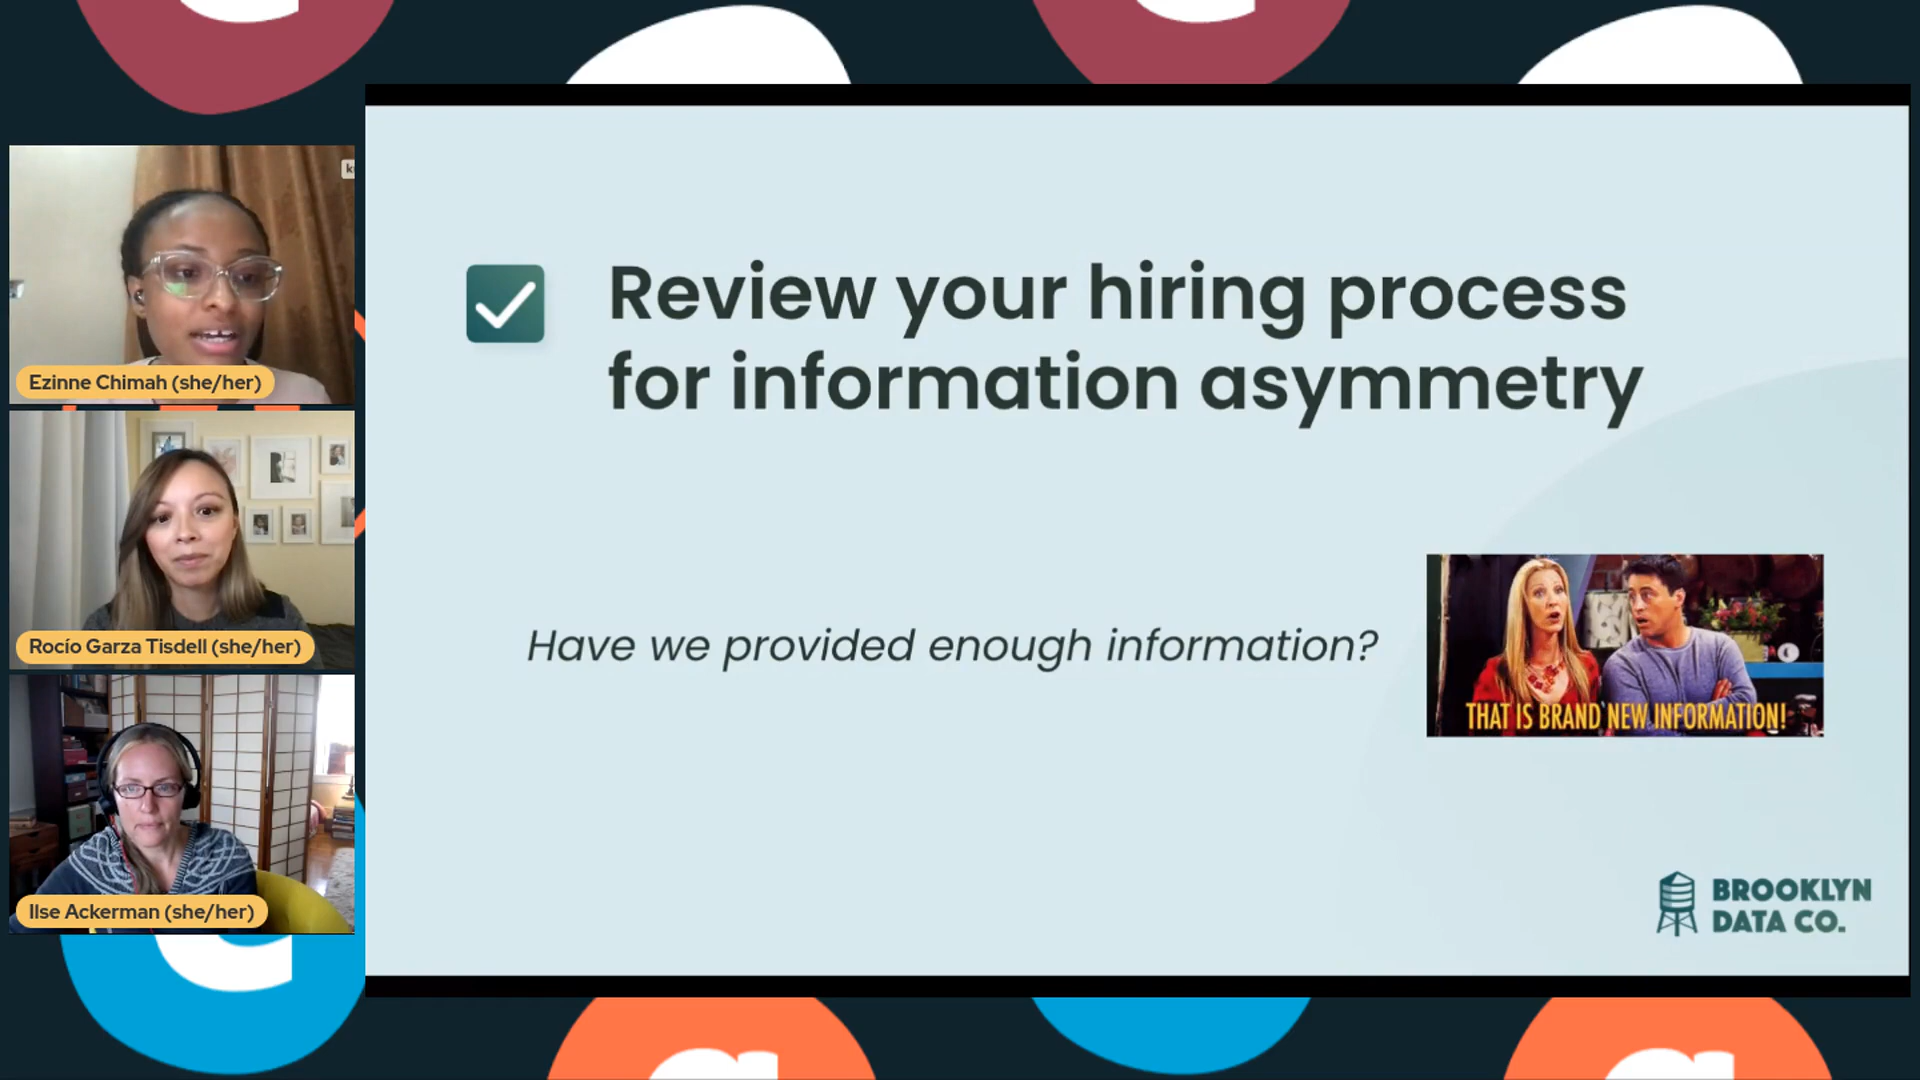 Ezinne Chimah (she/her)
Rocío Garza Tisdell (she/her)
Ilse Ackerman (she/her)
Review your hiring process
for information asymmetry
Have we provided enough information?
THAT IS BRAND NEW INFORMATION!
BROOKLYN
DATA CO.